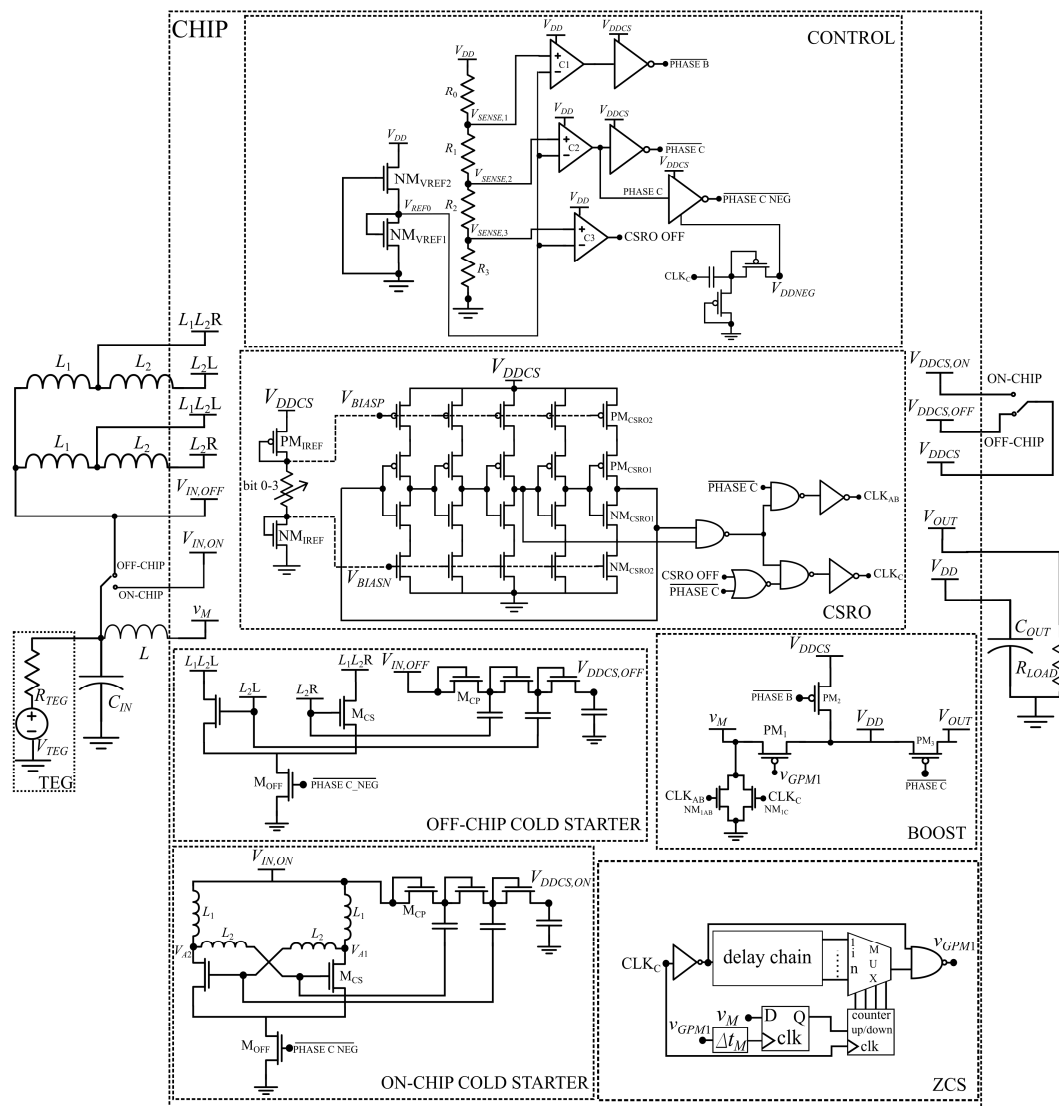 CHIP
CONTROL
V_DD
R_0
V_SENSE,1
R_1
V_SENSE,2
R_2
V_SENSE,3
R_3
V_DD
NM_VREF2
V_REF0
NM_VREF1
V_DD
+
C1
−
V_DDCS
PHASE B
V_DD
+
C2
−
V_DDCS
PHASE C
V_DDCS
PHASE C
PHASE C NEG
V_DD
+
C3
−
CSRO OFF
CLK_C
V_DDNEG
L_1L_2R
L_1
L_2
L_2L
L_1L_2L
L_1
L_2
L_2R
V_IN,OFF
V_IN,ON
OFF-CHIP
ON-CHIP
v_M
L
R_TEG
C_IN
+
−
V_TEG
TEG
V_DDCS
PM_IREF
bit 0-3
NM_IREF
V_BIASP
V_BIASN
V_DDCS
PM_CSRO2
PM_CSRO1
NM_CSRO1
NM_CSRO2
PHASE C
CLK_AB
CSRO OFF
PHASE C
CLK_C
CSRO
V_DDCS,ON
ON-CHIP
V_DDCS,OFF
OFF-CHIP
V_DDCS
V_OUT
V_DD
C_OUT
R_LOAD
L_1L_2L
L_2L
L_2R
L_1L_2R
M_CS
V_IN,OFF
M_CP
V_DDCS,OFF
M_OFF
PHASE C_NEG
OFF-CHIP COLD STARTER
V_DDCS
PHASE B
PM_2
v_M
PM_1
V_DD
PM_3
V_OUT
v_GPM1
PHASE C
CLK_AB
NM_1AB
CLK_C
NM_1C
BOOST
V_IN,ON
L_1
L_1
L_2
L_2
V_A2
V_A1
M_CS
M_CP
V_DDCS,ON
M_OFF
PHASE C NEG
ON-CHIP COLD STARTER
CLK_C
delay chain
1
i
n
M
U
X
v_GPM1
v_M
D
Q
clk
v_GPM1
Δt_M
counter
up/down
clk
ZCS